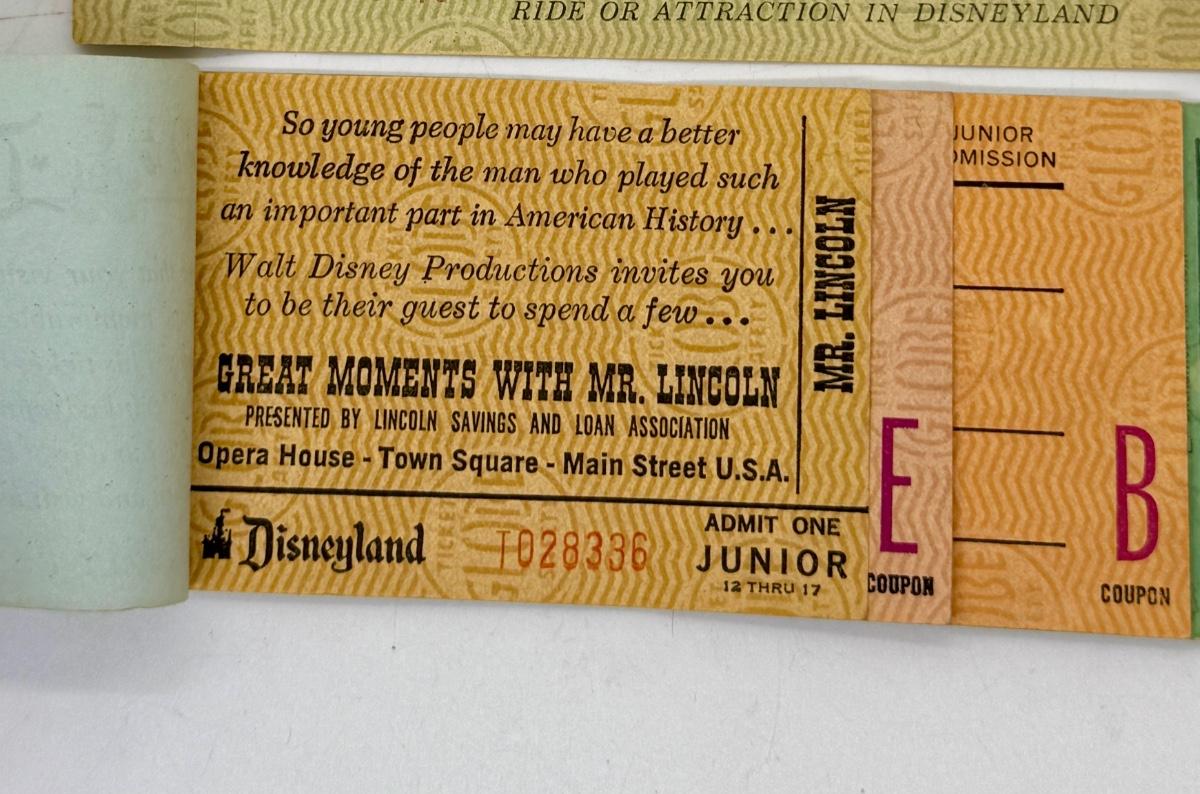 RIDE OR ATTRACTION IN DISNEYLAND
So young people may have a better
knowledge of the man who played such
an important part in American History ...
Walt Disney Productions invites you
to be their guest to spend a few...
GREAT MOMENTS WITH MR. LINCOLN
PRESENTED BY LINCOLN SAVINGS AND LOAN ASSOCIATION
Opera House - Town Square - Main Street U.S.A.
MR. LINCOLN
Disneyland
T028336
ADMIT ONE
JUNIOR
12 THRU 17
E
COUPON
JUNIOR
DMISSION
B
COUPON